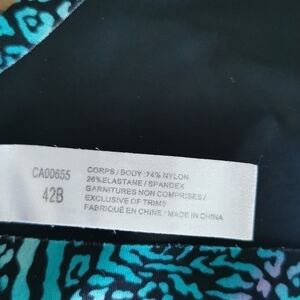 CA00655
42B
CORPS / BODY :74% NYLON
26% ELASTANE / SPANDEX
GARNITURES NON COMPRISES /
EXCLUSIVE OF TRIMS
FABRIQUÉ EN CHINE / MADE IN CHINA